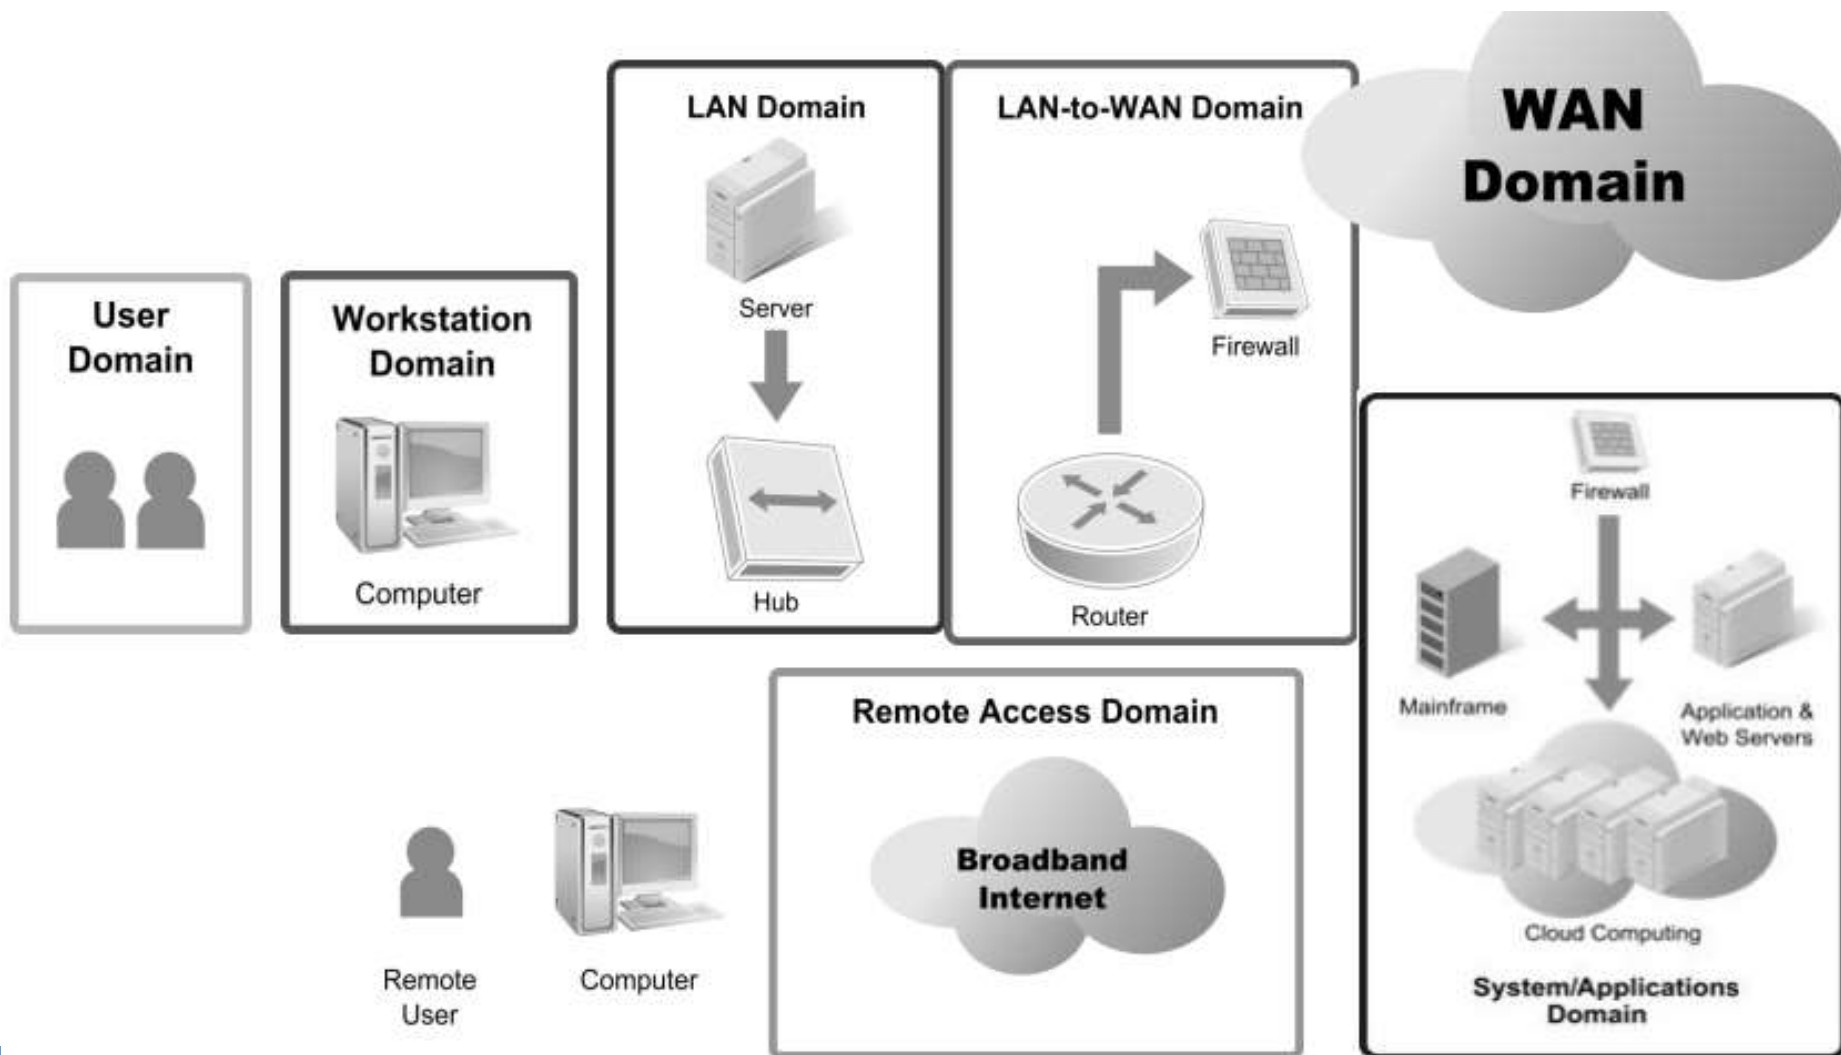 LAN Domain
LAN-to-WAN Domain
WAN
Domain
Server
Firewall
Hub
Router
User
Domain
Workstation
Domain
Computer
Firewall
Mainframe
Application &
Web Servers
Cloud Computing
System/Applications
Domain
Remote Access Domain
Broadband
Internet
Remote
User
Computer